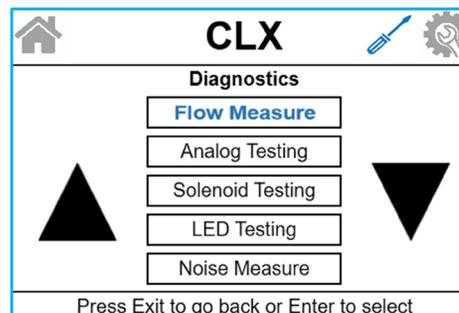 CLX
Diagnostics
Flow Measure
Analog Testing
Solenoid Testing
LED Testing
Noise Measure
Press Exit to go back or Enter to select